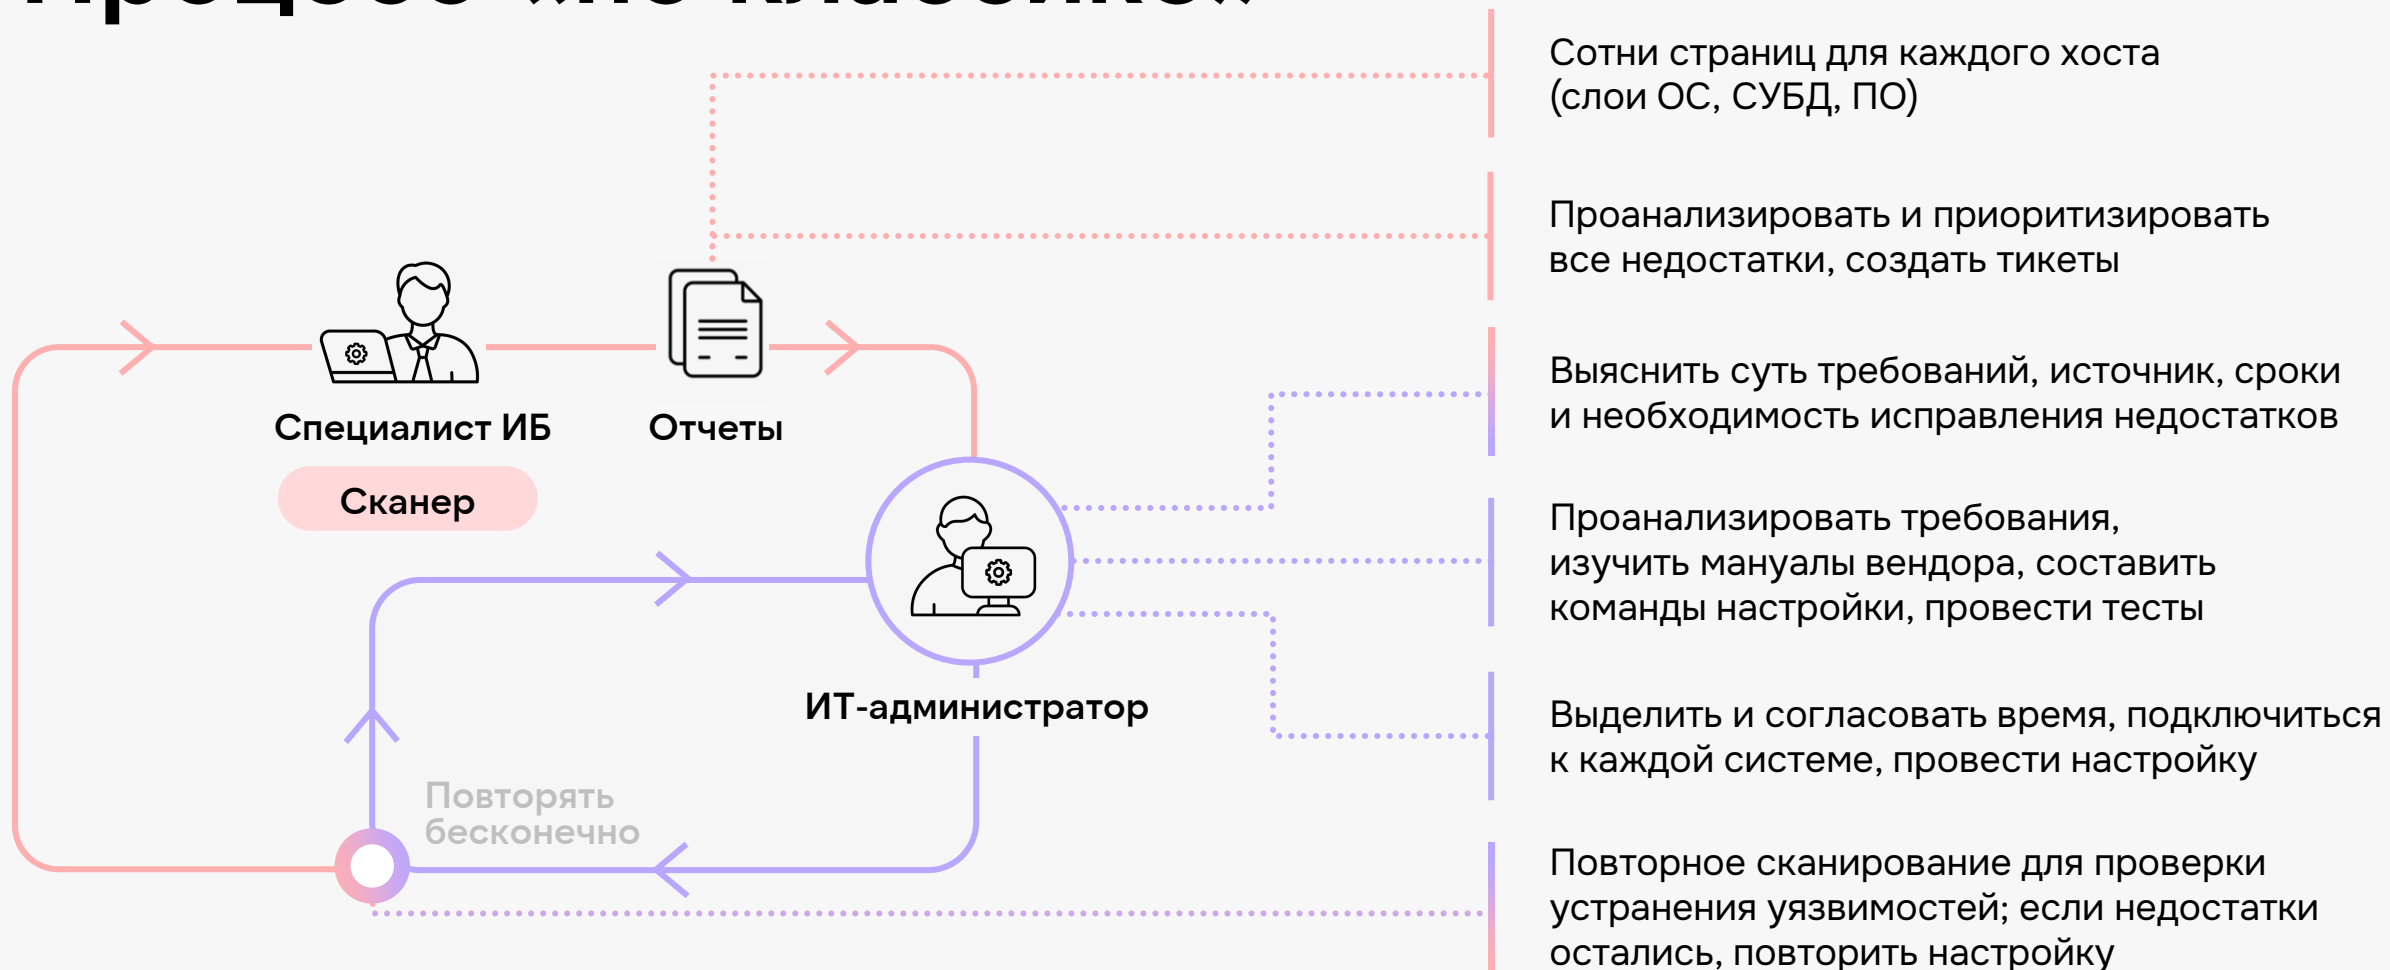 Сотни страниц для каждого хоста
(слои ОС, СУБД, ПО)
Проанализировать и приоритизировать
все недостатки, создать тикеты
Выяснить суть требований, источник, сроки
и необходимость исправления недостатков
Проанализировать требования,
изучить мануалы вендора, составить
команды настройки, провести тесты
Выделить и согласовать время, подключиться
к каждой системе, провести настройку
Повторное сканирование для проверки
устранения уязвимостей; если недостатки
остались, повторить настройку
Специалист ИБ
Отчеты
Сканер
ИТ-администратор
Повторять
бесконечно